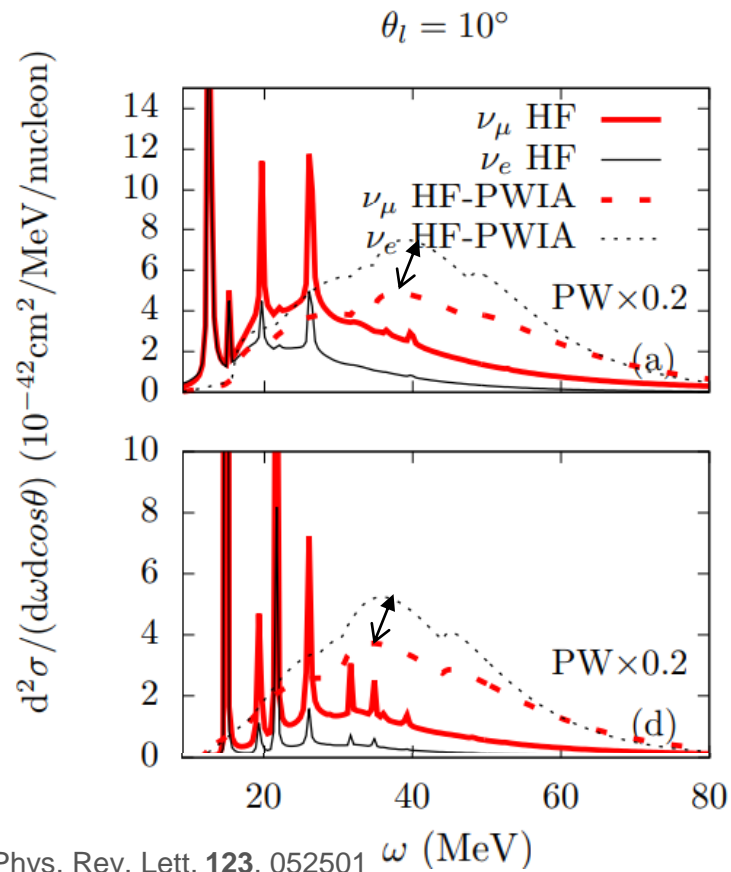 θ_l = 10°
d²σ/(dωdcosθ) (10⁻⁴²cm²/MeV/nucleon)
14
12
10
8
6
4
2
0
ν_μ HF
ν_e HF
ν_μ HF-PWIA
ν_e HF-PWIA
PW×0.2
(a)
10
8
6
4
2
0
PW×0.2
(d)
20 40 60 80
ω (MeV)
Phys. Rev. Lett. 123, 052501